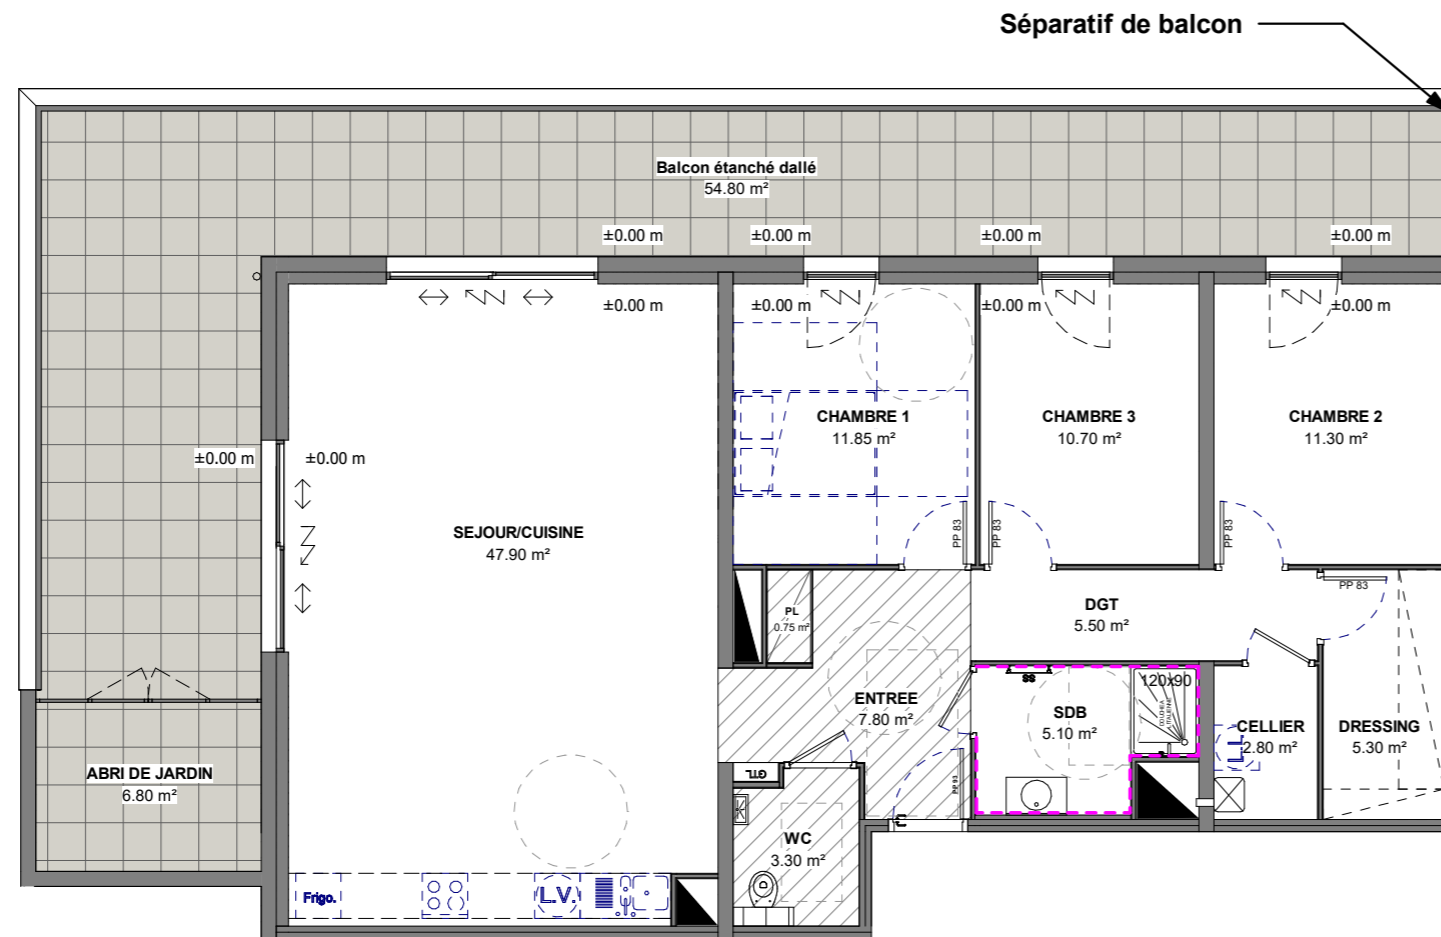 Séparatif de balcon
Balcon étanché dallé
54.80 m²
±0.00 m
±0.00 m
±0.00 m
±0.00 m
±0.00 m
±0.00 m
±0.00 m
±0.00 m
CHAMBRE 1
11.85 m²
CHAMBRE 3
10.70 m²
CHAMBRE 2
11.30 m²
±0.00 m
±0.00 m
SEJOUR/CUISINE
47.90 m²
PP 83
PP 83
PP 83
PP 83
PL
0.75 m²
DGT
5.50 m²
SS
120x90
DOUCHE A
L'ITALIENNE
ENTREE
7.80 m²
SDB
5.10 m²
CELLIER
2.80 m²
DRESSING
5.30 m²
ABRI DE JARDIN
6.80 m²
GTL
PP 93
WC
3.30 m²
Frigo.
L.V.